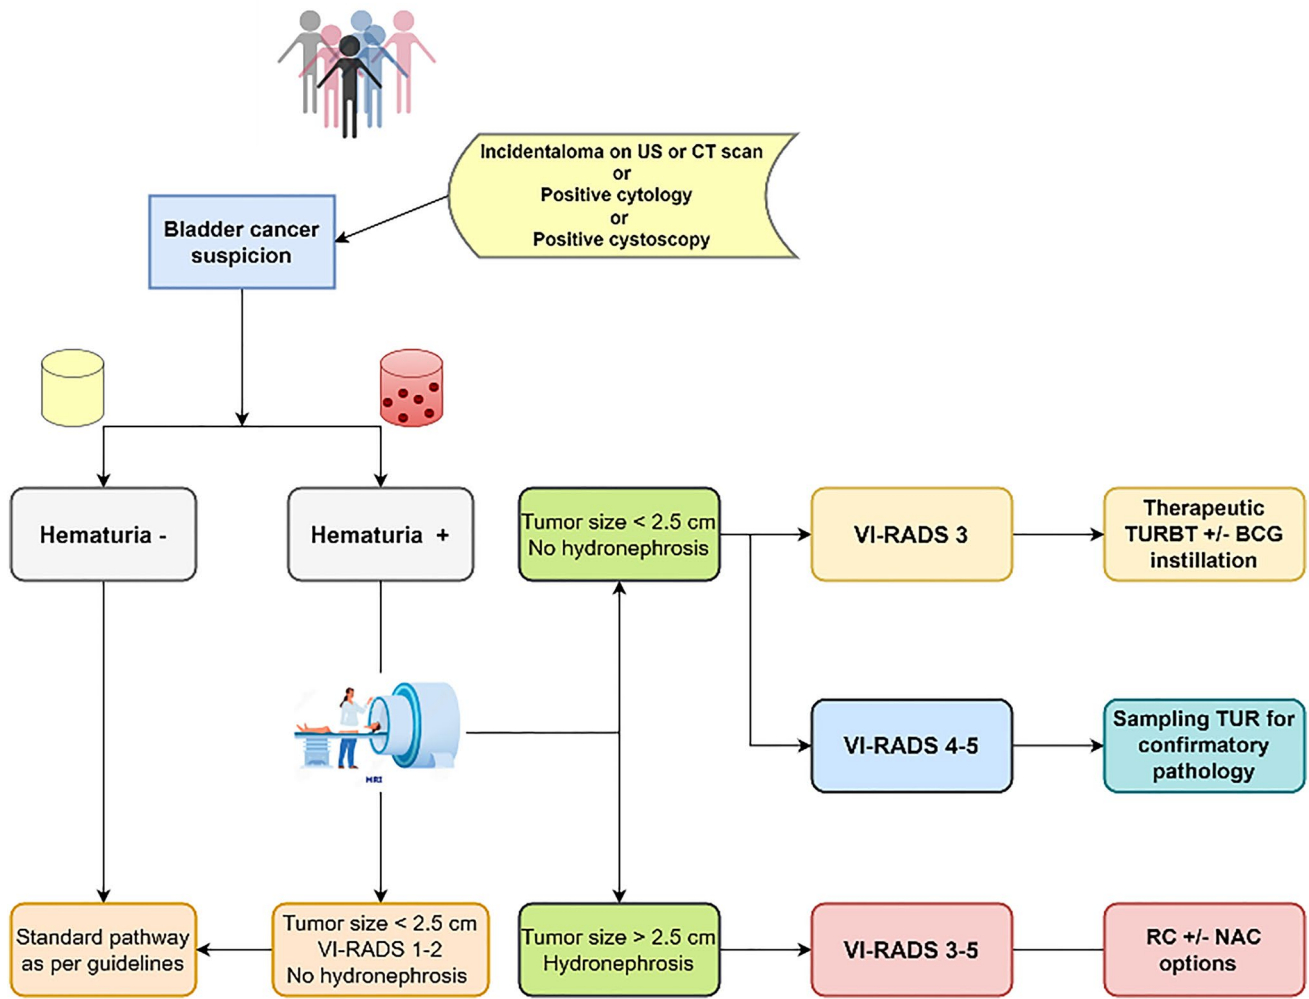 Incidentaloma on US or CT scan
or
Positive cytology
or
Positive cystoscopy
Bladder cancer
suspicion
Hematuria -
Hematuria +
Tumor size < 2.5 cm
No hydronephrosis
VI-RADS 3
Therapeutic
TURBT +/- BCG
instillation
MRI
VI-RADS 4-5
Sampling TUR for
confirmatory
pathology
Standard pathway
as per guidelines
Tumor size < 2.5 cm
VI-RADS 1-2
No hydronephrosis
Tumor size > 2.5 cm
Hydronephrosis
VI-RADS 3-5
RC +/- NAC
options